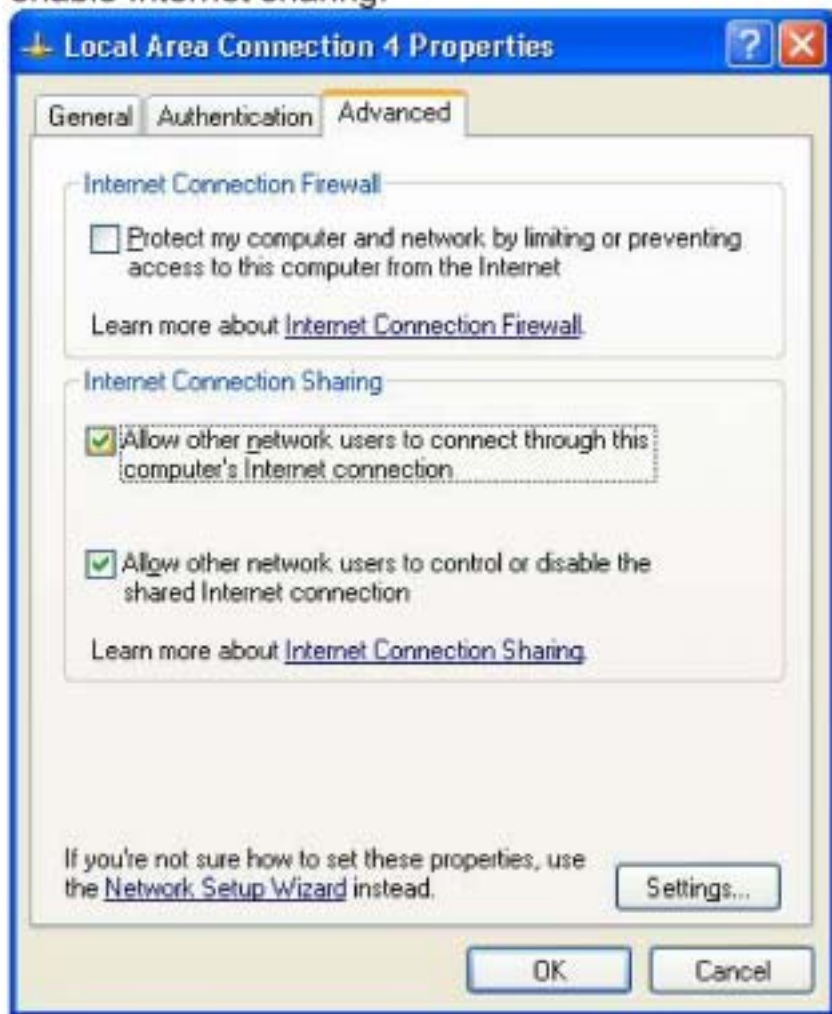 enable Internet sharing.
Local Area Connection 4 Properties
General Authentication Advanced
Internet Connection Firewall
Protect my computer and network by limiting or preventing
access to this computer from the Internet
Learn more about Internet Connection Firewall.
Internet Connection Sharing
Allow other network users to connect through this
computer's Internet connection
Allow other network users to control or disable the
shared Internet connection
Learn more about Internet Connection Sharing.
If you're not sure how to set these properties, use
the Network Setup Wizard instead.
Settings...
OK Cancel